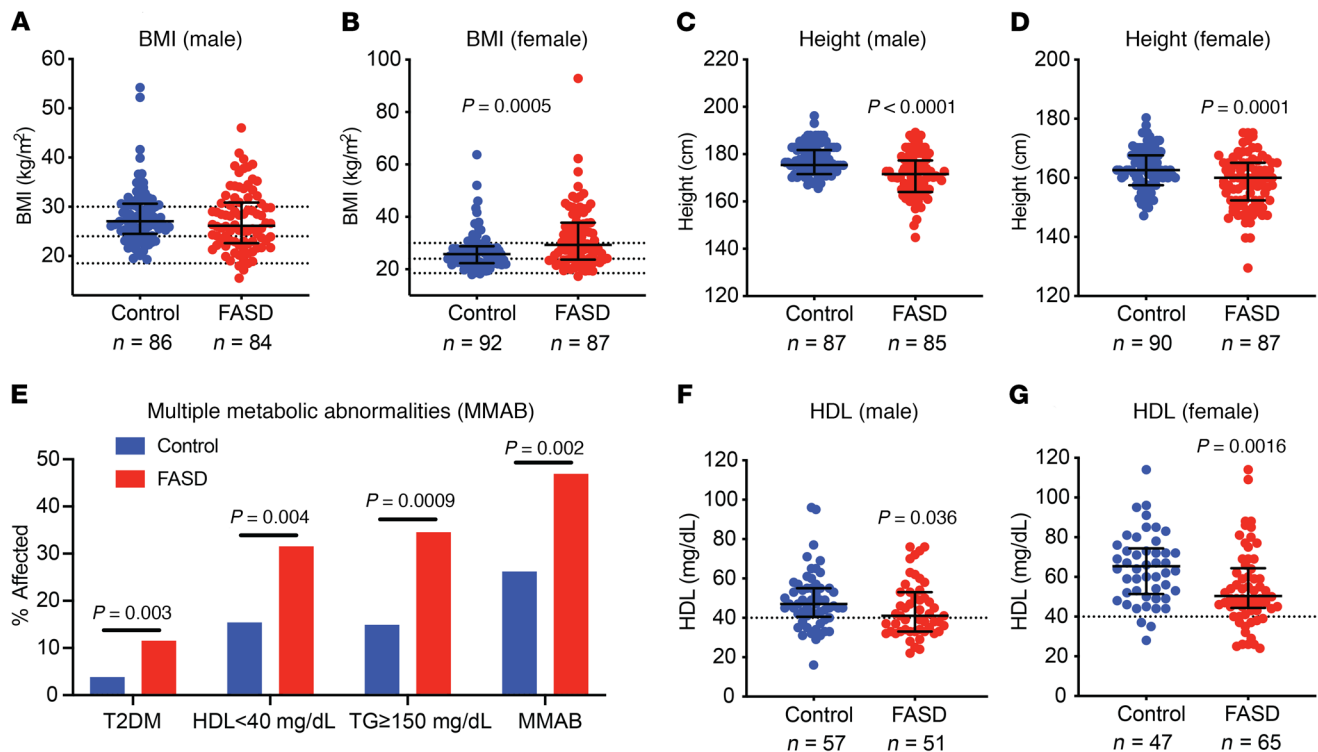 A
BMI (male)
BMI (kg/m²)
60
50
40
30
20
Control
FASD
n = 86
n = 84
B
BMI (female)
BMI (kg/m²)
100
80
60
40
20
P = 0.0005
Control
FASD
n = 92
n = 87
C
Height (male)
Height (cm)
220
200
180
160
140
120
P < 0.0001
Control
FASD
n = 87
n = 85
D
Height (female)
Height (cm)
200
180
160
140
120
P = 0.0001
Control
FASD
n = 90
n = 87
E
Multiple metabolic abnormalities (MMAB)
Control
FASD
% Affected
50
40
30
20
10
0
P = 0.003
P = 0.004
P = 0.0009
P = 0.002
T2DM
HDL<40 mg/dL
TG≥150 mg/dL
MMAB
F
HDL (male)
HDL (mg/dL)
120
100
80
60
40
20
0
P = 0.036
Control
FASD
n = 57
n = 51
G
HDL (female)
HDL (mg/dL)
120
100
80
60
40
20
0
P = 0.0016
Control
FASD
n = 47
n = 65